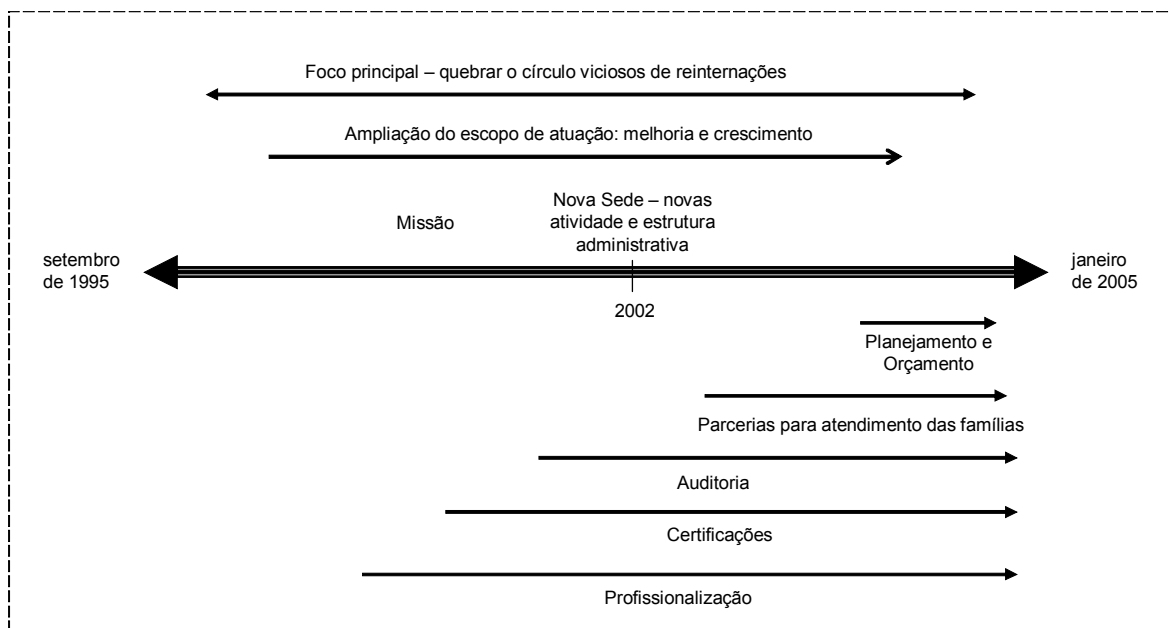 Foco principal – quebrar o círculo viciosos de reinternações
Ampliação do escopo de atuação: melhoria e crescimento
Missão
Nova Sede – novas
atividade e estrutura
administrativa
setembro
de 1995
janeiro
de 2005
2002
Planejamento e
Orçamento
Parcerias para atendimento das famílias
Auditoria
Certificações
Profissionalização